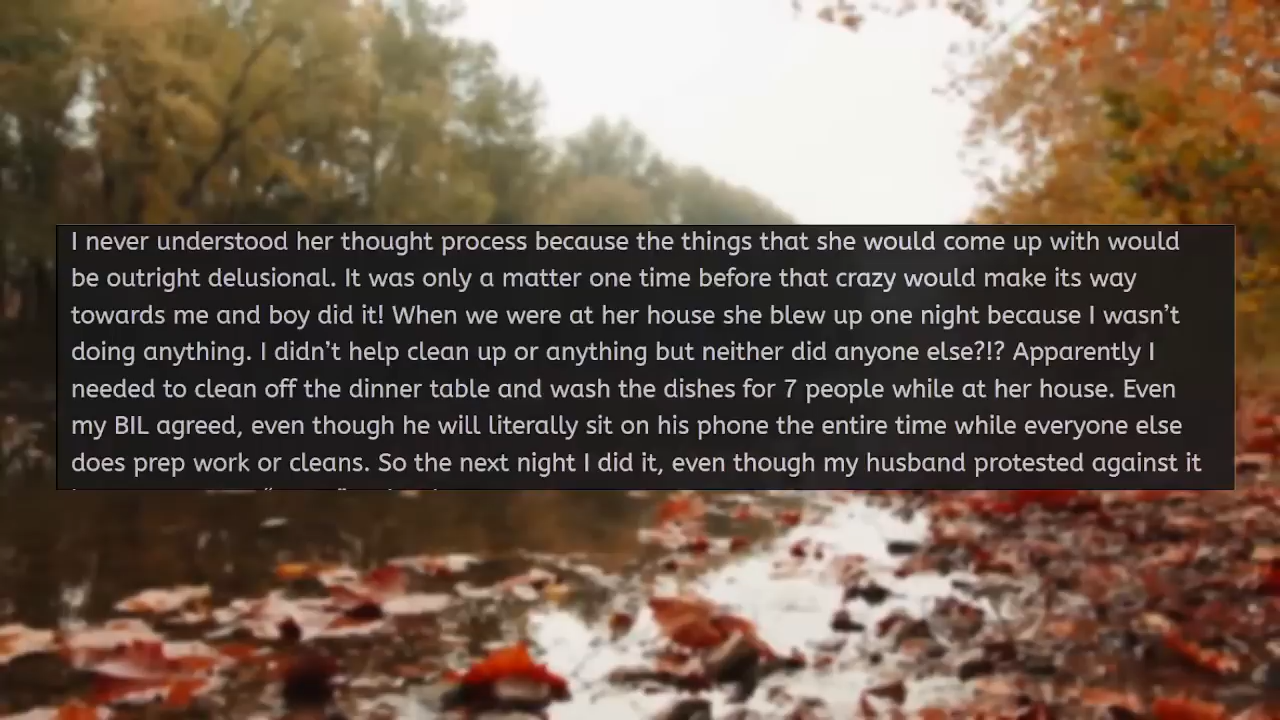 I never understood her thought process because the things that she would come up with would
be outright delusional. It was only a matter one time before that crazy would make its way
towards me and boy did it! When we were at her house she blew up one night because I wasn’t
doing anything. I didn’t help clean up or anything but neither did anyone else?!? Apparently I
needed to clean off the dinner table and wash the dishes for 7 people while at her house. Even
my BIL agreed, even though he will literally sit on his phone the entire time while everyone else
does prep work or cleans. So the next night I did it, even though my husband protested against it